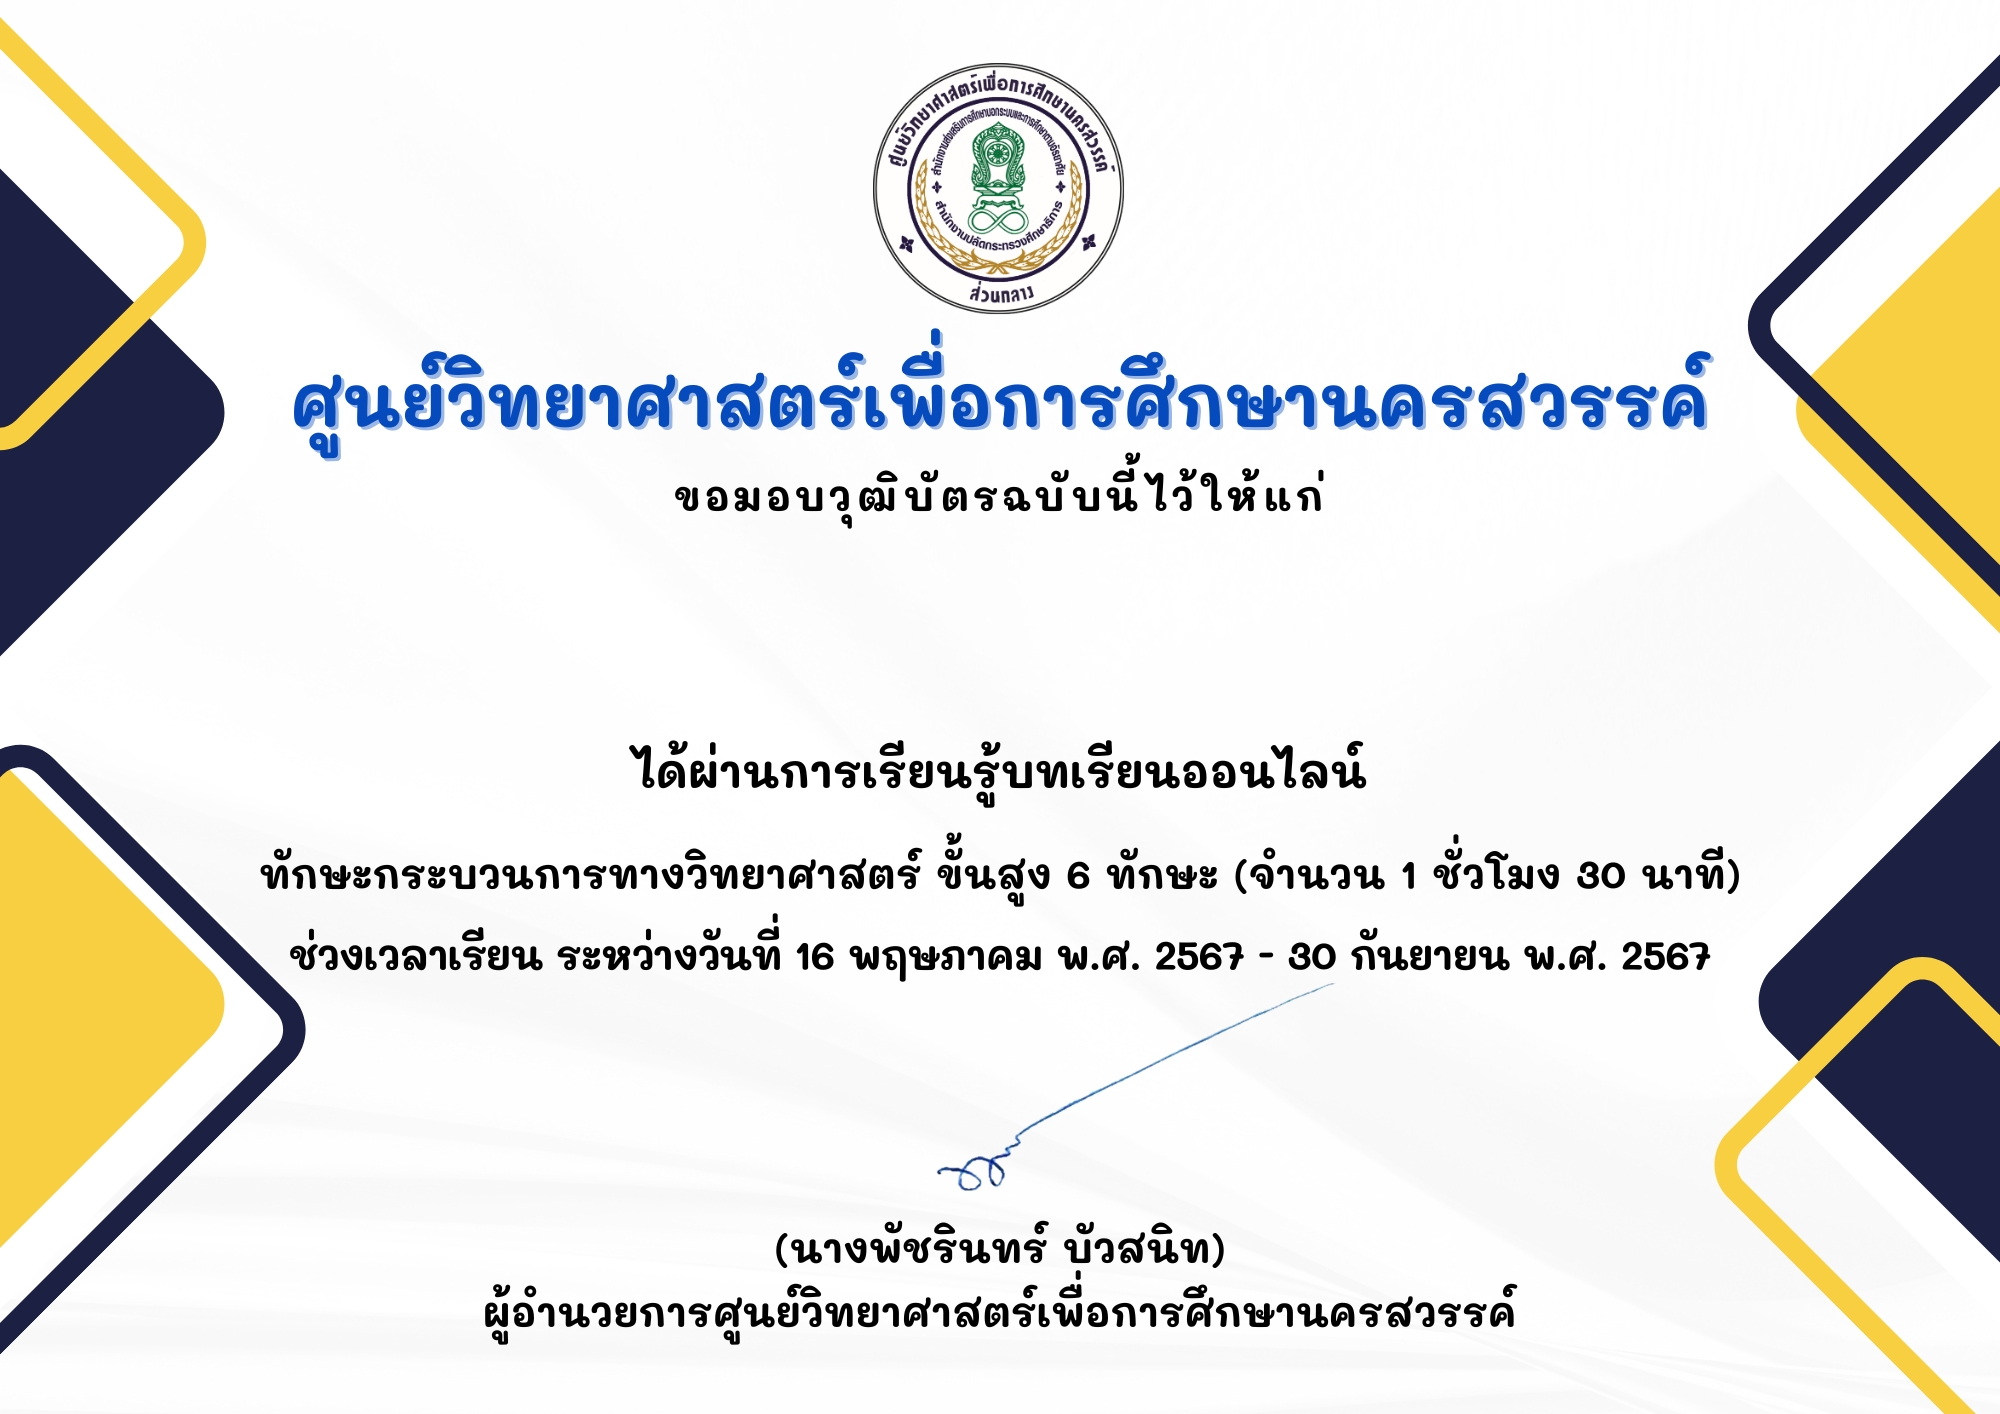 ศูนย์วิทยาศาสตร์เพื่อการศึกษานครสวรรค์
สำนักงานส่งเสริมการศึกษานอกระบบและการศึกษาตามอัธยาศัย
สำนักงานปลัดกระทรวงศึกษาธิการ
ส่วนกลาง
ศูนย์วิทยาศาสตร์เพื่อการศึกษานครสวรรค์
ขอมอบวุฒิบัตรฉบับนี้ไว้ให้แก่
ได้ผ่านการเรียนรู้บทเรียนออนไลน์
ทักษะกระบวนการทางวิทยาศาสตร์ ขั้นสูง 6 ทักษะ (จำนวน 1 ชั่วโมง 30 นาที)
ช่วงเวลาเรียน ระหว่างวันที่ 16 พฤษภาคม พ.ศ. 2567 - 30 กันยายน พ.ศ. 2567
(นางพัชรินทร์ บัวสนิท)
ผู้อำนวยการศูนย์วิทยาศาสตร์เพื่อการศึกษานครสวรรค์